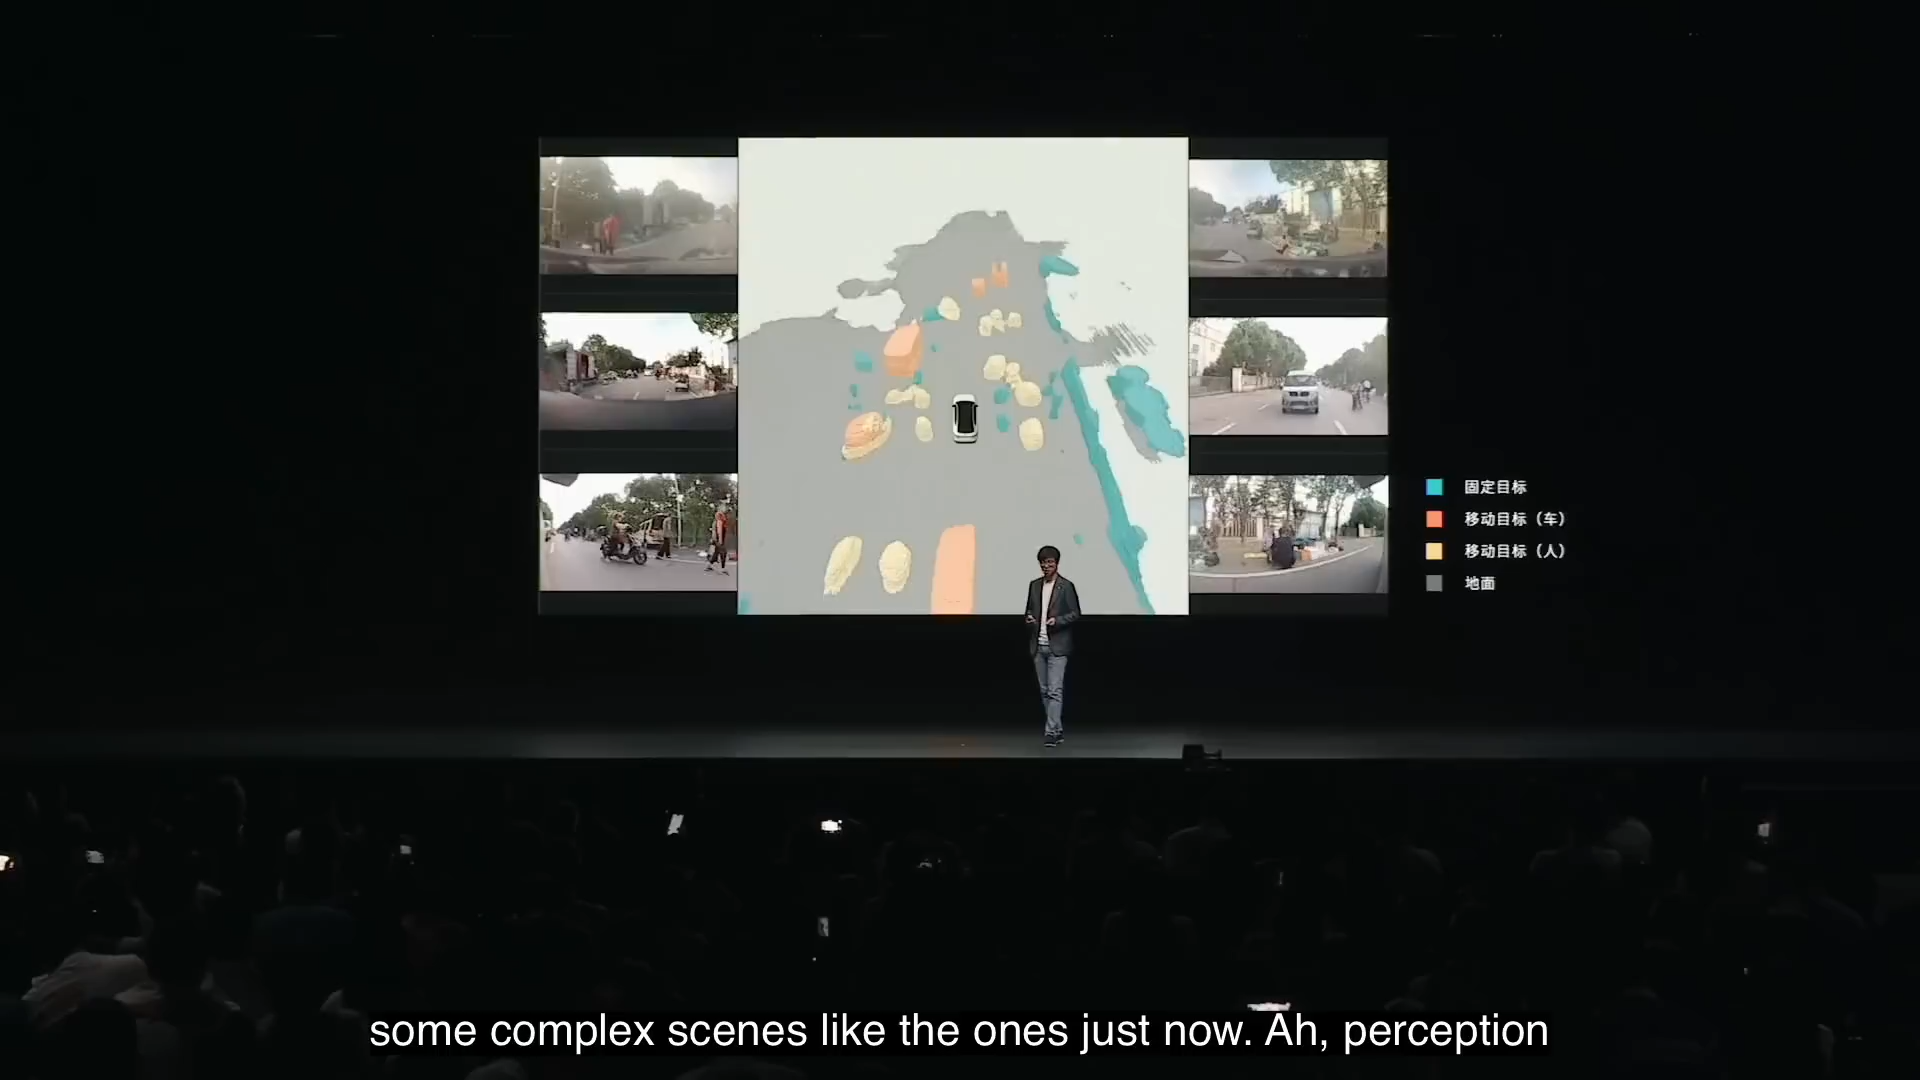 固定目标
移动目标（车）
移动目标（人）
地面
some complex scenes like the ones just now. Ah, perception